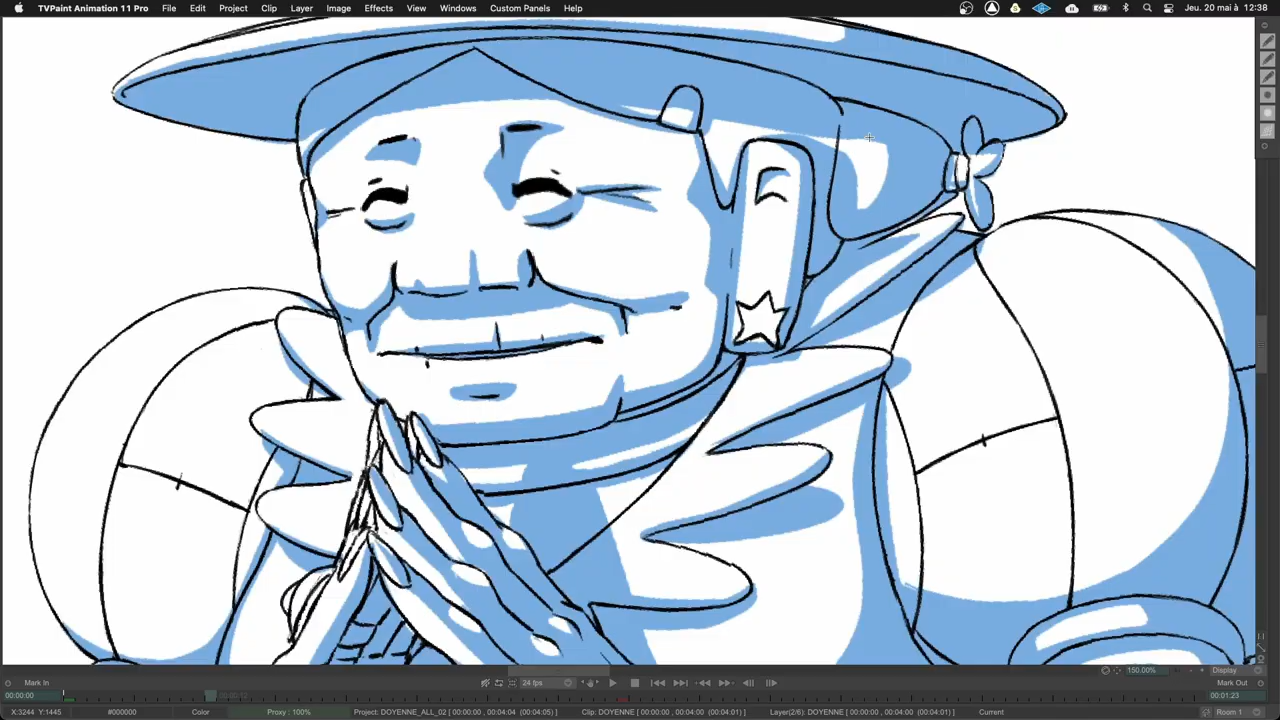 TVPaint Animation 11 Pro File Edit Project Clip Layer Image Effects View Windows Custom Panels Help Jeu. 20 mai à 12:38
Mark In 24 fps 150.00% Display Mark Out
00:00:00 00:01:23
X:3244 Y:1445 #000000 Color Proxy : 100% Project: DOYENNE_ALL_02 [ 00:00:00 , 00:04:04 (00:04:05) ] Clip: DOYENNE [ 00:00:00 , 00:04:00 (00:04:01) ] Layer(2/6): DOYENNE [ 00:00:00 , 00:04:00 (00:04:01) ] Current Room 1